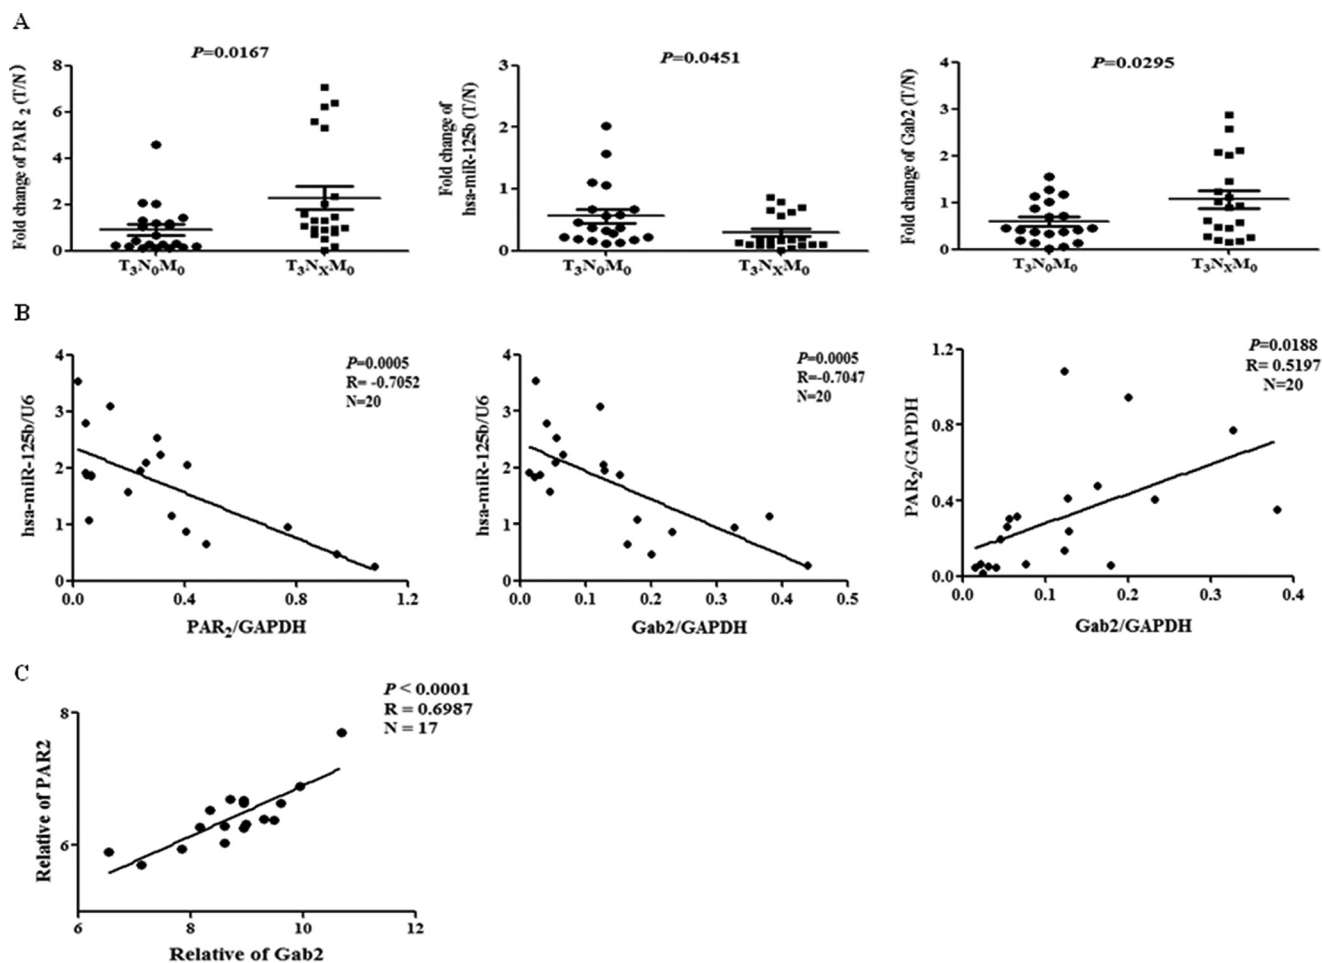 A
P=0.0167
Fold change of PAR 2 (T/N)
8
6
4
2
0
T3N0M0
T3NXM0
P=0.0451
Fold change of
hsa-miR-125b (T/N)
3
2
1
0
T3N0M0
T3NXM0
P=0.0295
Fold change of Gab2 (T/N)
4
3
2
1
0
T3N0M0
T3NXM0
B
P=0.0005
R= -0.7052
N=20
hsa-miR-125b/U6
4
3
2
1
0
0.0 0.4 0.8 1.2
PAR2/GAPDH
P=0.0005
R=-0.7047
N=20
hsa-miR-125b/U6
4
3
2
1
0
0.0 0.1 0.2 0.3 0.4 0.5
Gab2/GAPDH
P=0.0188
R= 0.5197
N=20
PAR2/GAPDH
1.2
0.8
0.4
0.0
0.0 0.1 0.2 0.3 0.4
Gab2/GAPDH
C
P < 0.0001
R = 0.6987
N = 17
Relative of PAR2
8
6
6 8 10 12
Relative of Gab2